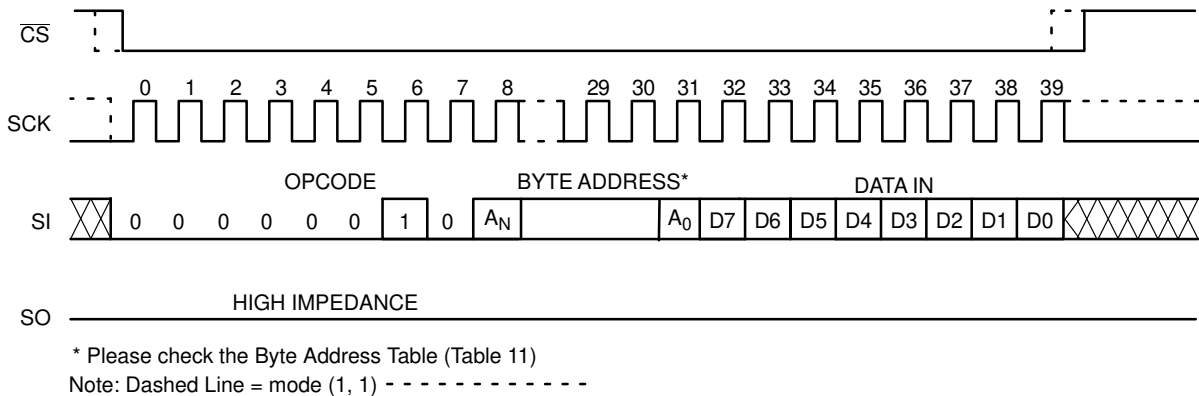 CS
0 1 2 3 4 5 6 7 8 29 30 31 32 33 34 35 36 37 38 39
SCK
OPCODE BYTE ADDRESS* DATA IN
SI 0 0 0 0 0 0 1 0 AN A0 D7 D6 D5 D4 D3 D2 D1 D0
HIGH IMPEDANCE
SO
* Please check the Byte Address Table (Table 11)
Note: Dashed Line = mode (1, 1)